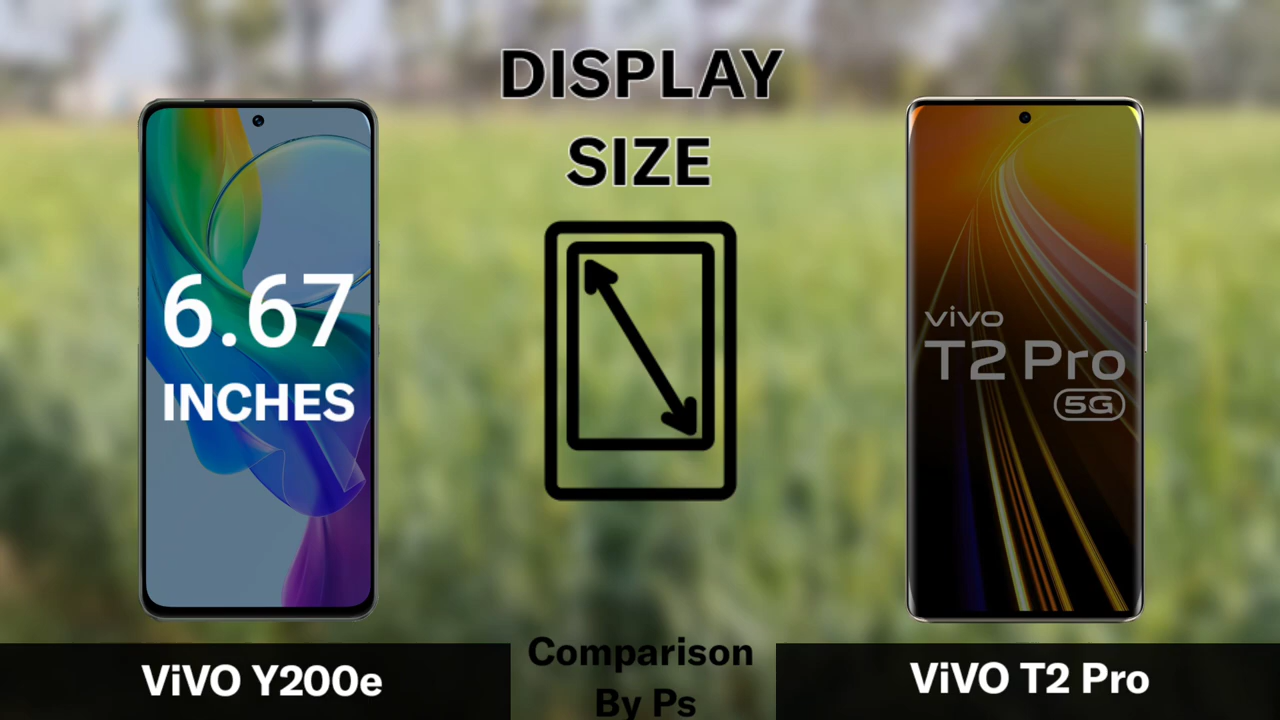 DISPLAY
SIZE
6.67
INCHES
vivo
T2 Pro
5G
ViVO Y200e
Comparison
By Ps
ViVO T2 Pro